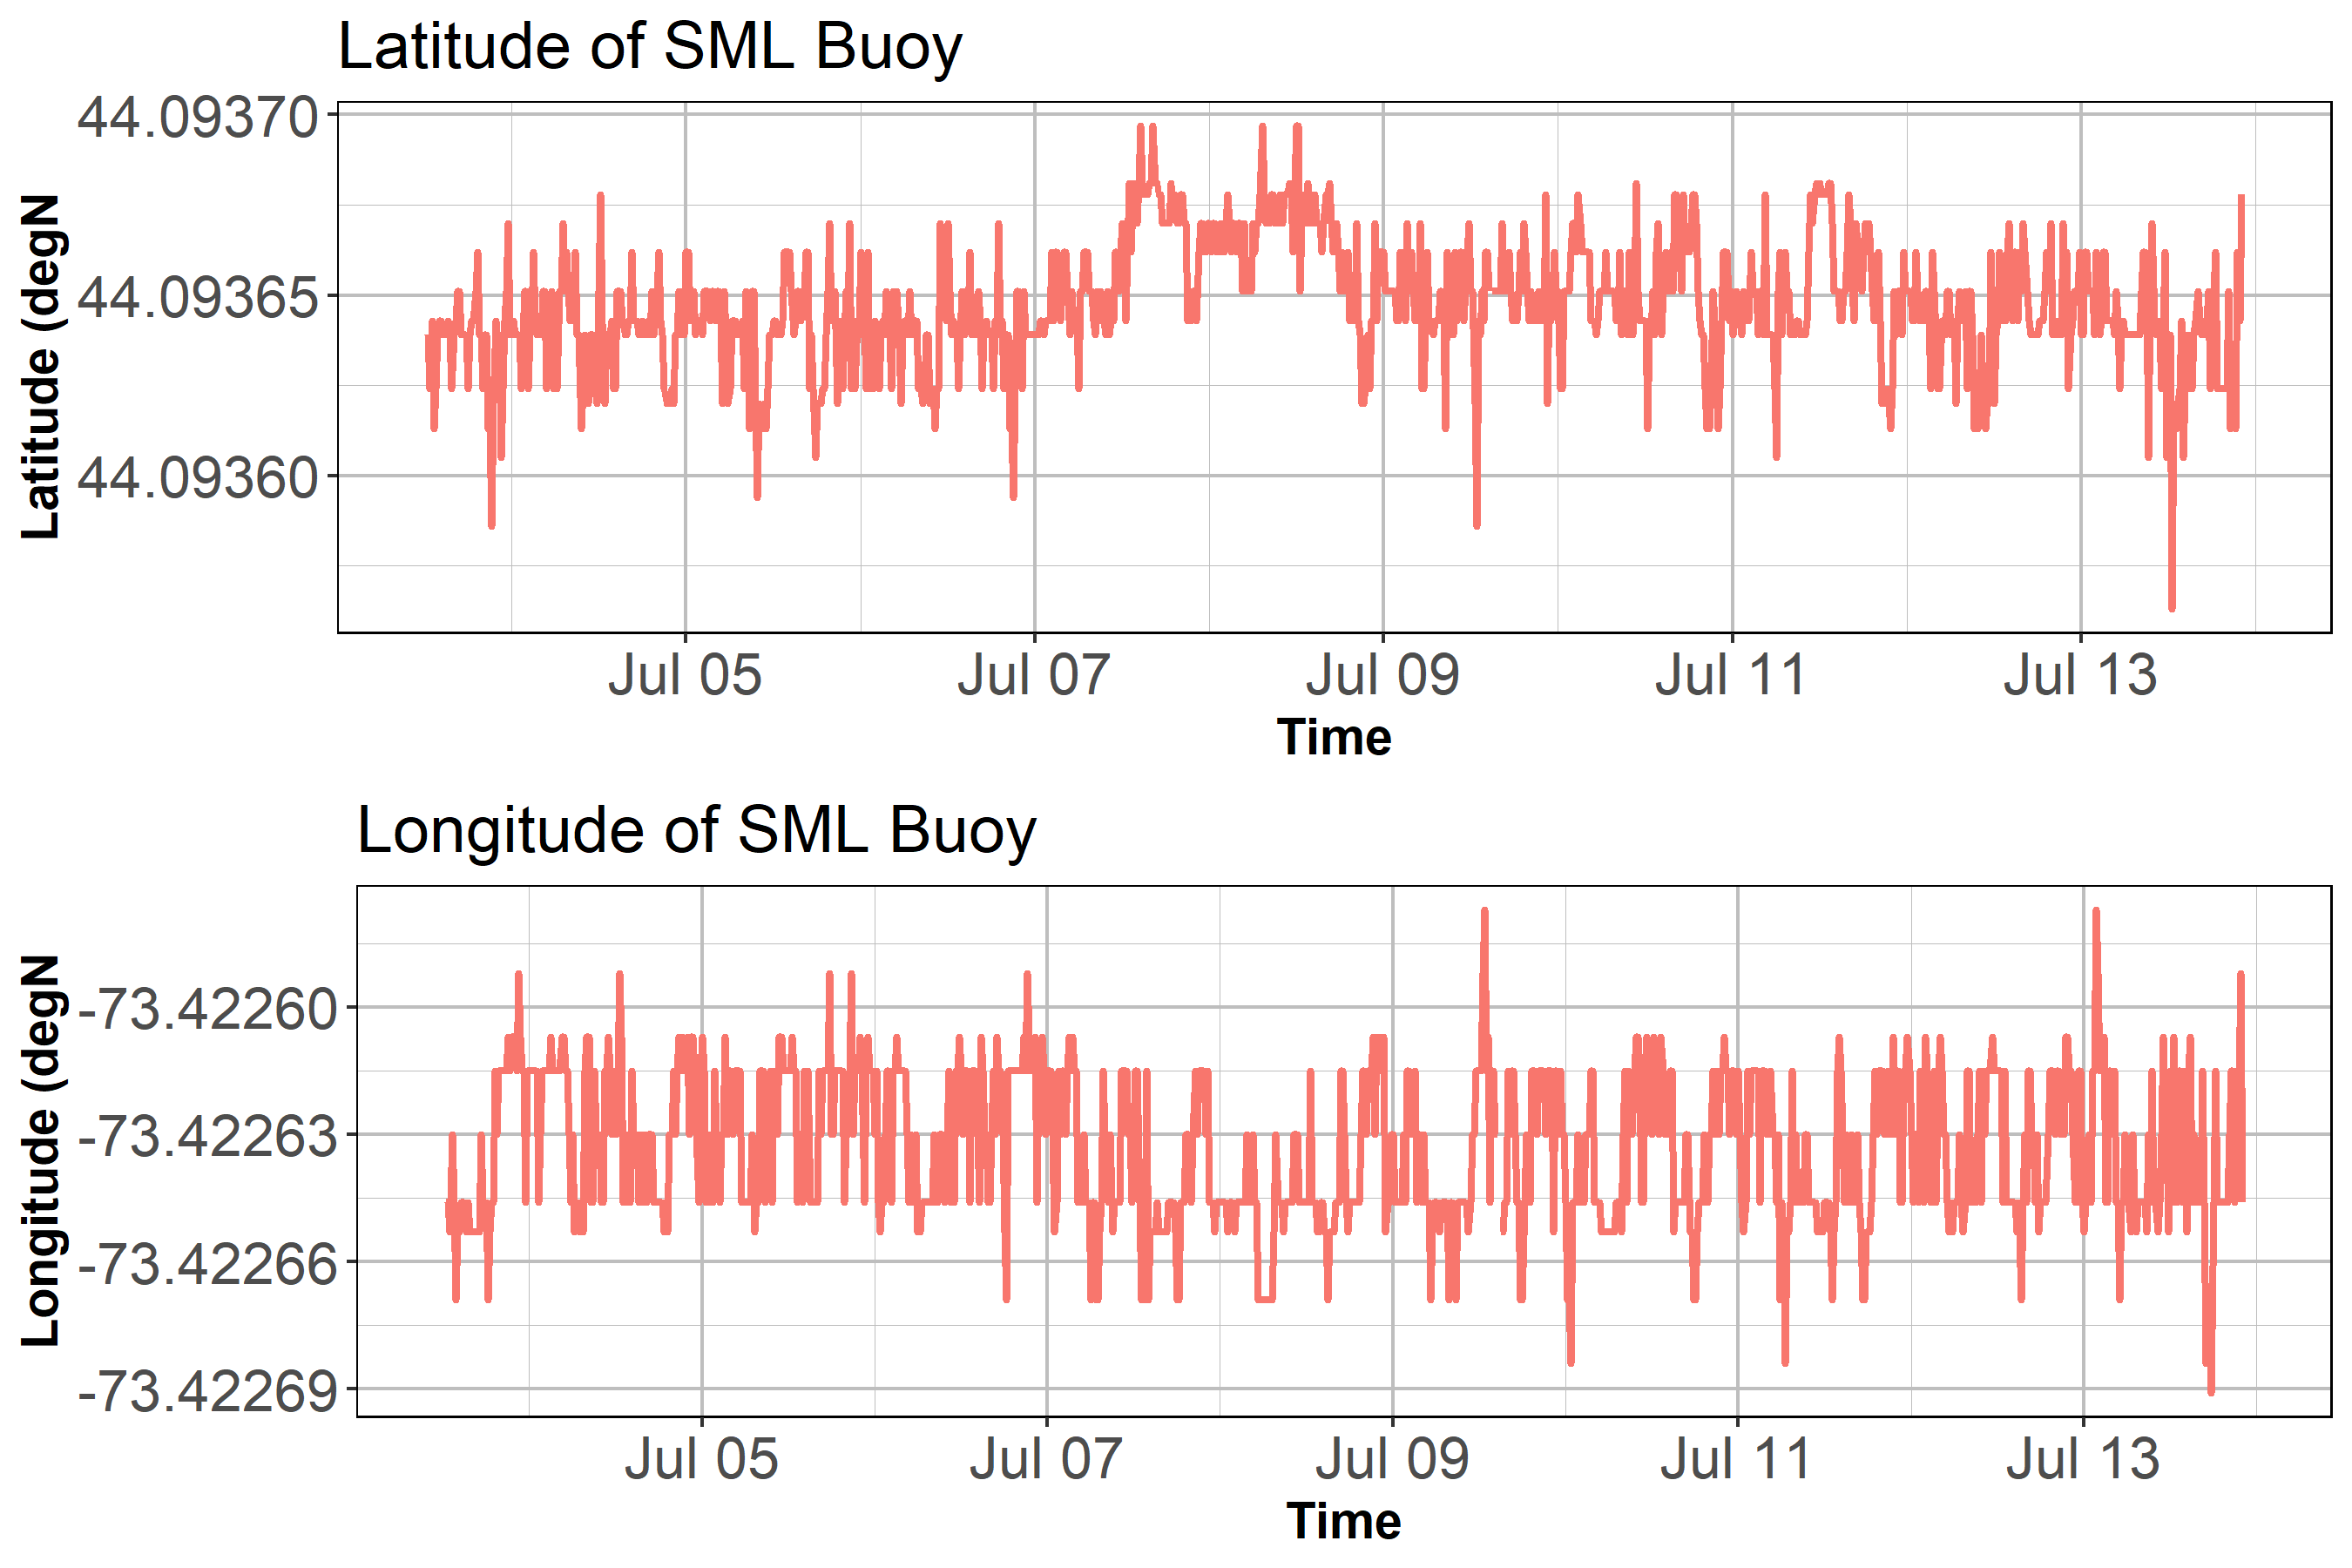 Latitude of SML Buoy
Latitude (degN
44.09370
44.09365
44.09360
Jul 05 Jul 07 Jul 09 Jul 11 Jul 13
Time
Longitude of SML Buoy
Longitude (degN
-73.42260
-73.42263
-73.42266
-73.42269
Jul 05 Jul 07 Jul 09 Jul 11 Jul 13
Time